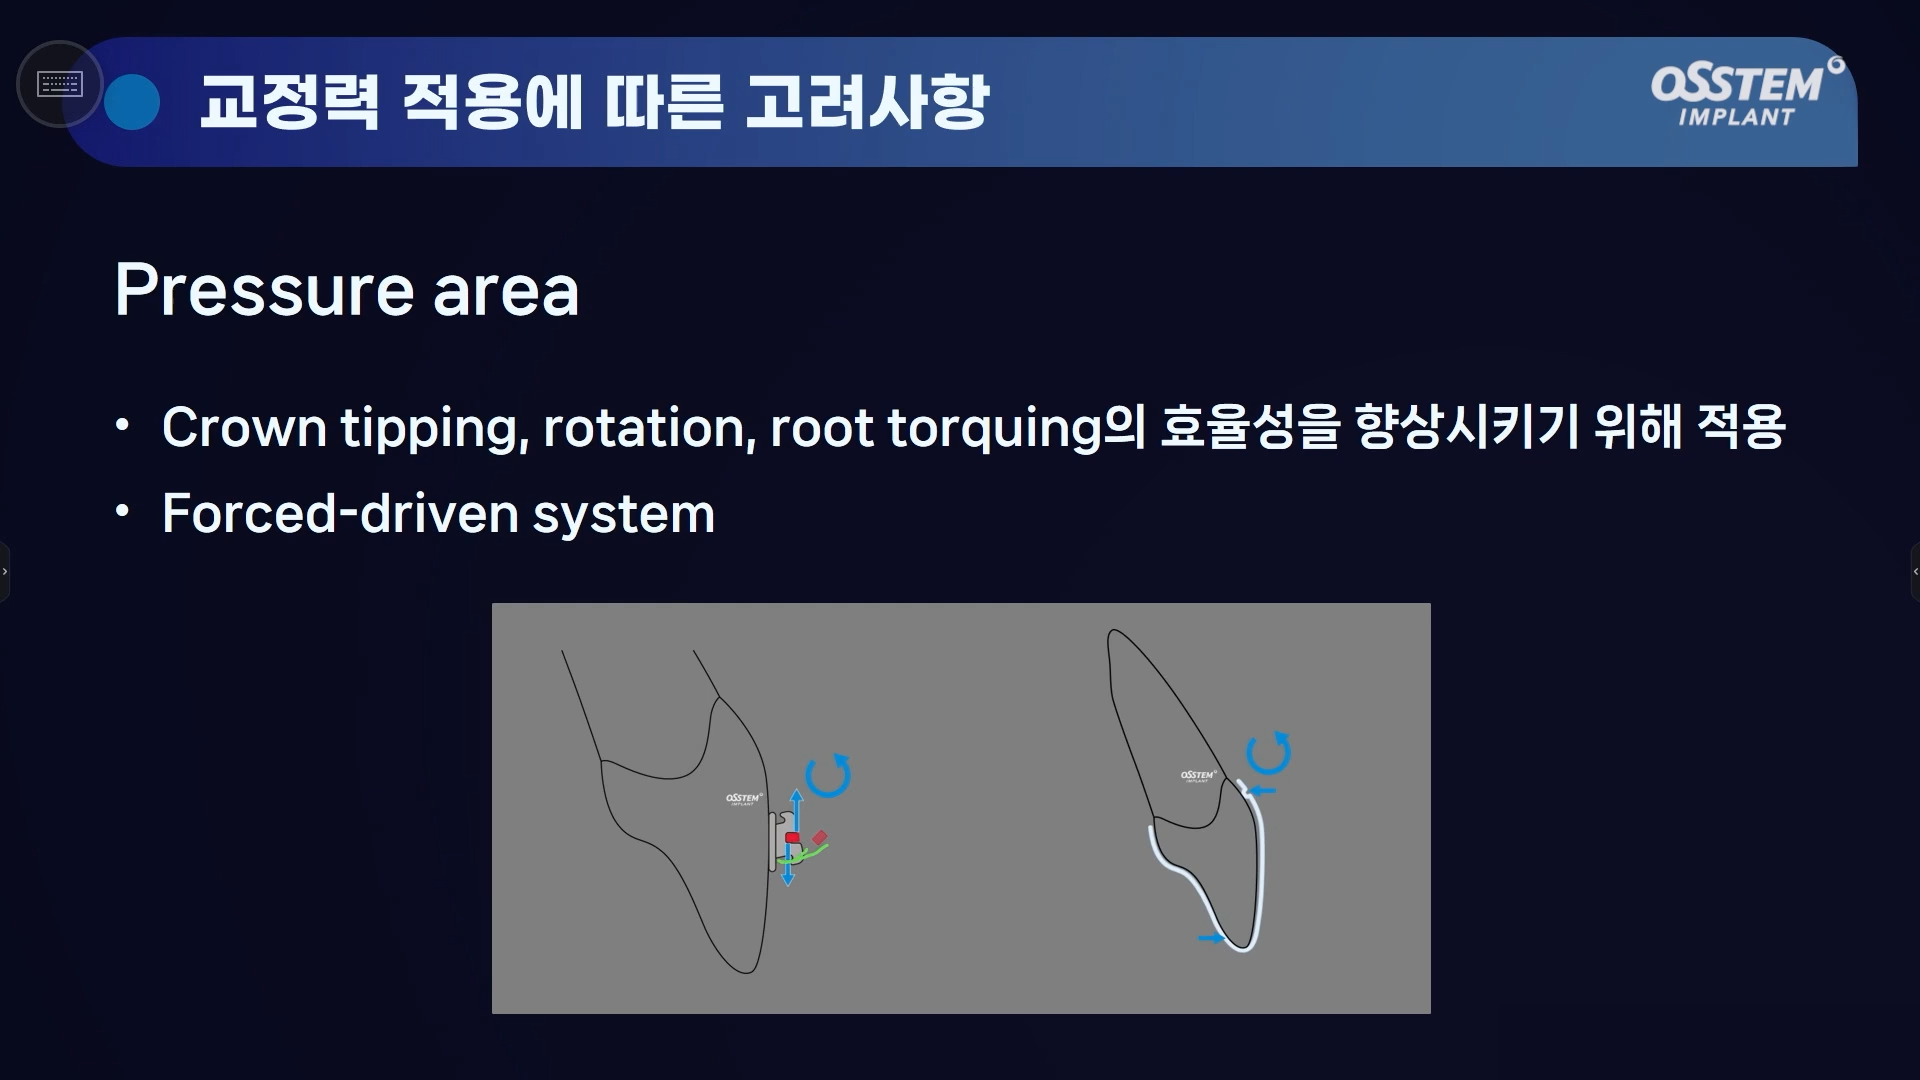 교정력 적용에 따른 고려사항
OSSTEM
IMPLANT
Pressure area
• Crown tipping, rotation, root torquing의 효율성을 향상시키기 위해 적용
• Forced-driven system
OSSTEM
IMPLANT
OSSTEM
IMPLANT